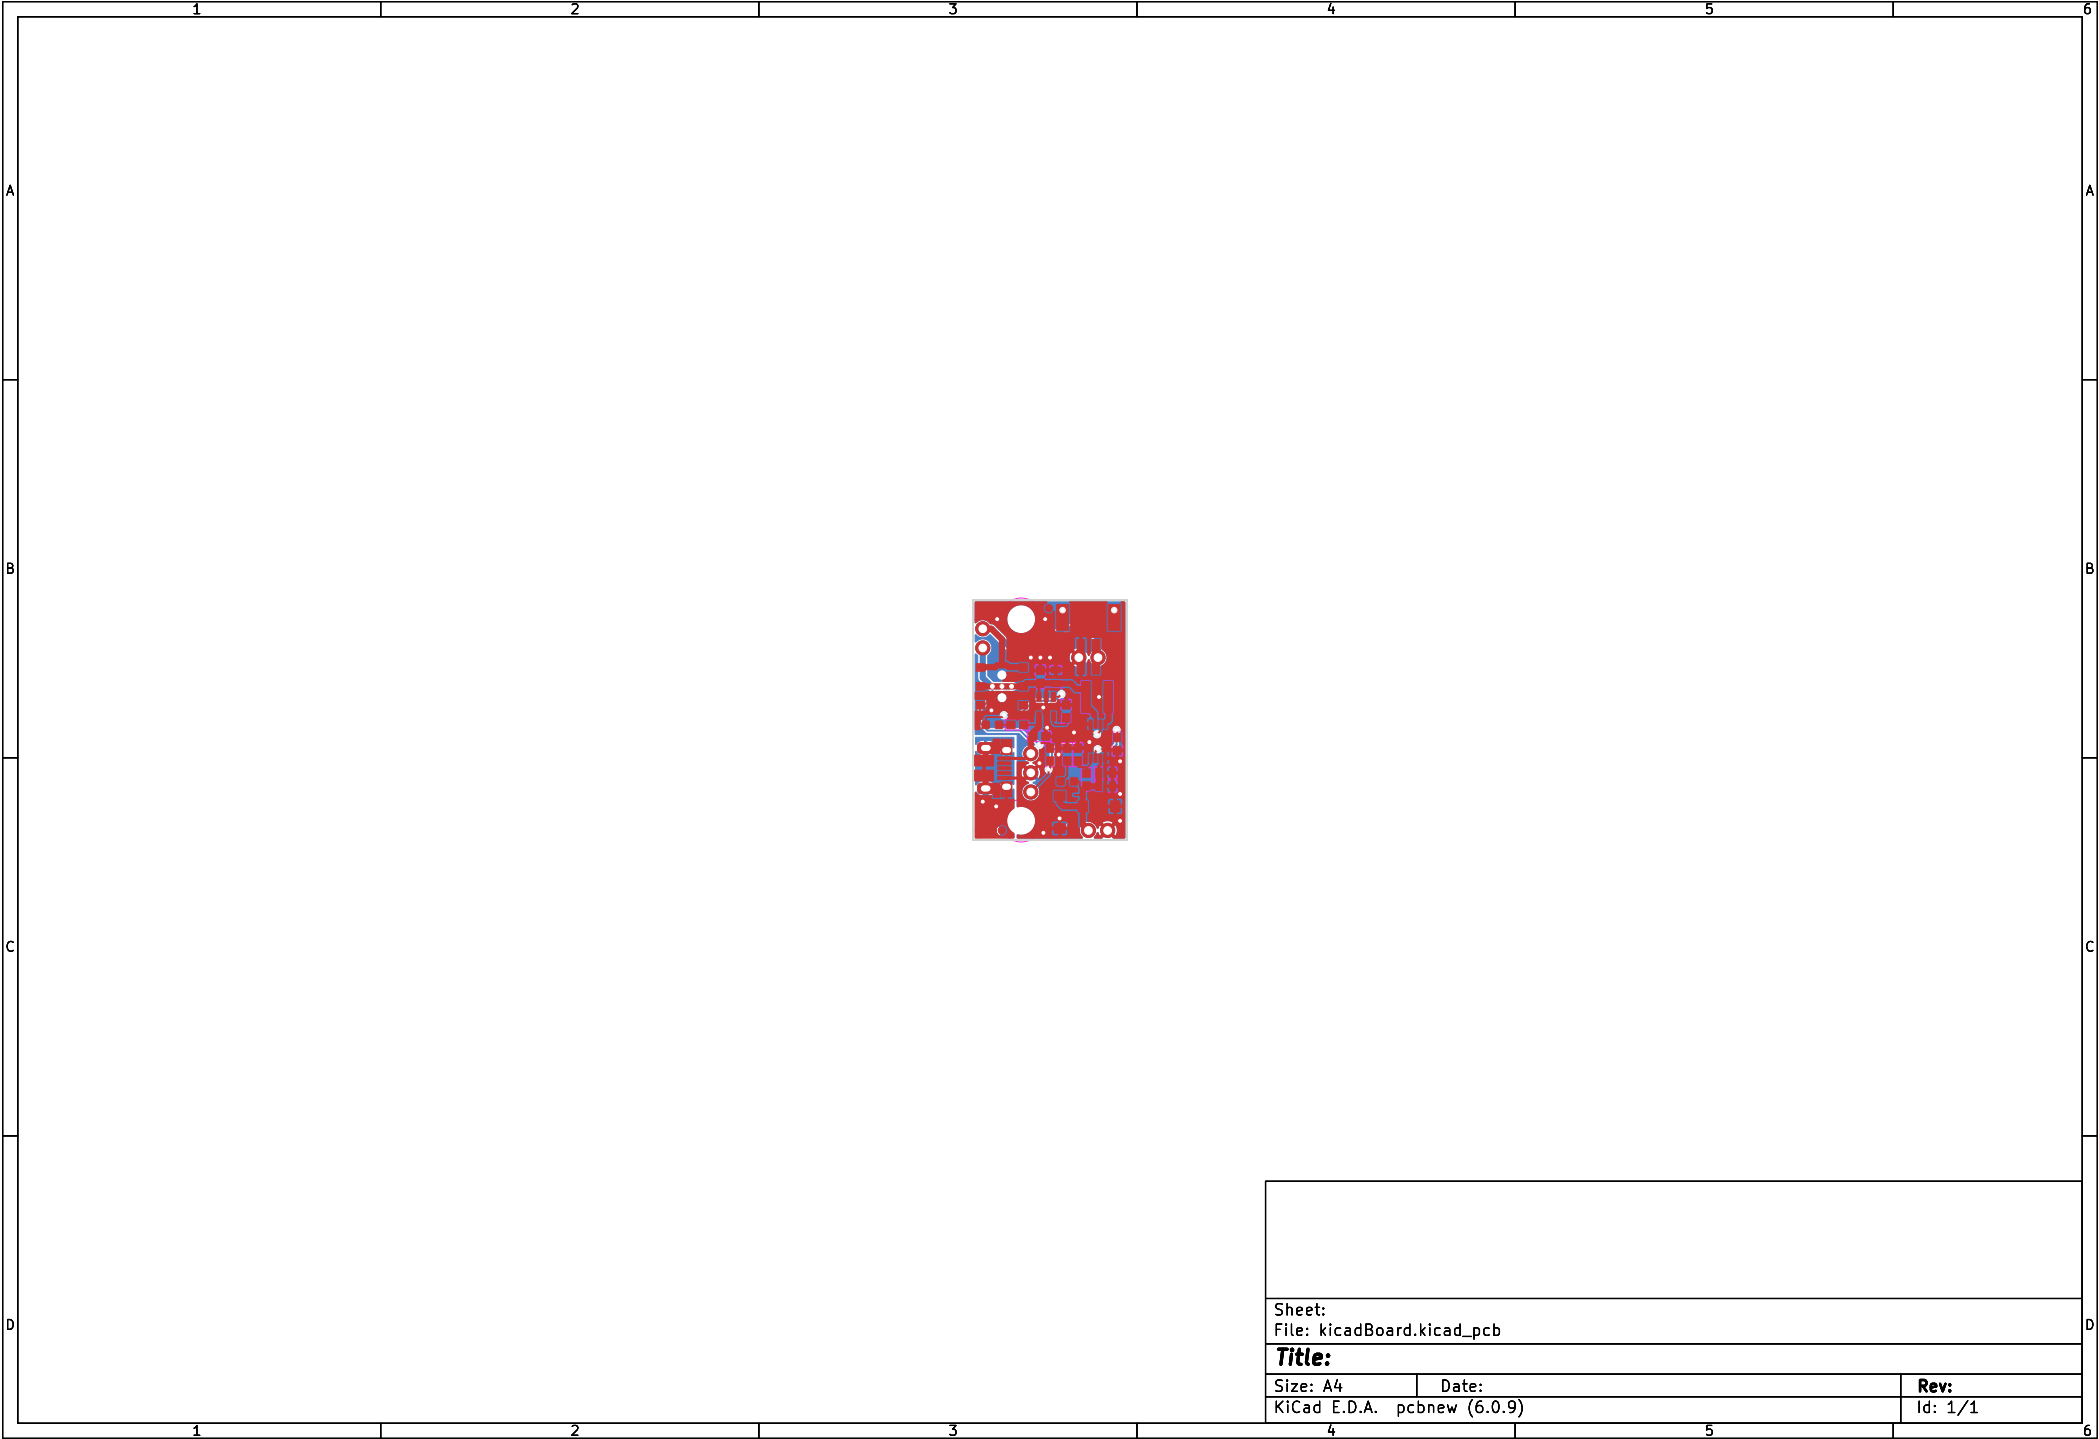 1 2 3 4 5 6
A A
B B
C C
D D
Sheet:
File: kicadBoard.kicad_pcb
Title:
Size: A4 Date: Rev:
KiCad E.D.A. pcbnew (6.0.9) Id: 1/1
1 2 3 4 5 6